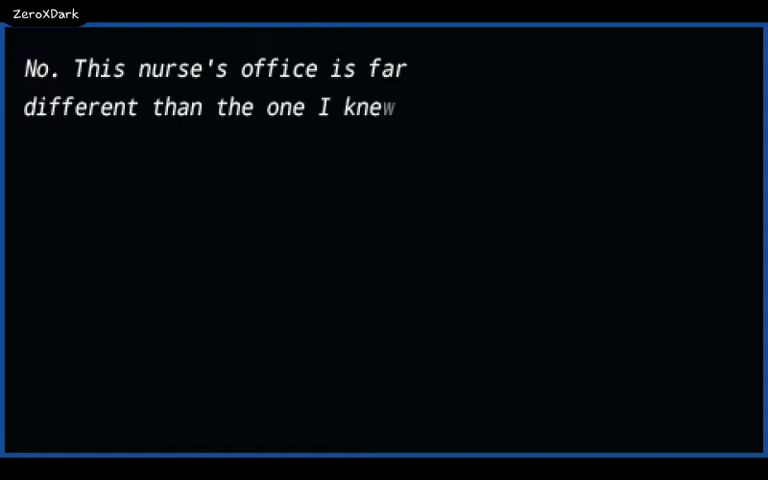 ZeroXDark
No. This nurse's office is far
different than the one I knew